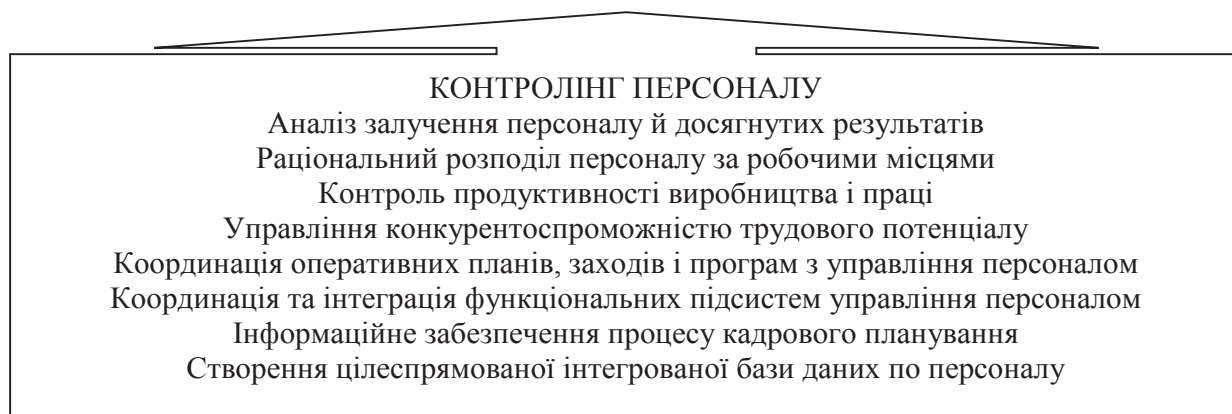 КОНТРОЛІНГ ПЕРСОНАЛУ
Аналіз залучення персоналу й досягнутих результатів
Раціональний розподіл персоналу за робочими місцями
Контроль продуктивності виробництва і праці
Управління конкурентоспроможністю трудового потенціалу
Координація оперативних планів, заходів і програм з управління персоналом
Координація та інтеграція функціональних підсистем управління персоналом
Інформаційне забезпечення процесу кадрового планування
Створення цілеспрямованої інтегрованої бази даних по персоналу